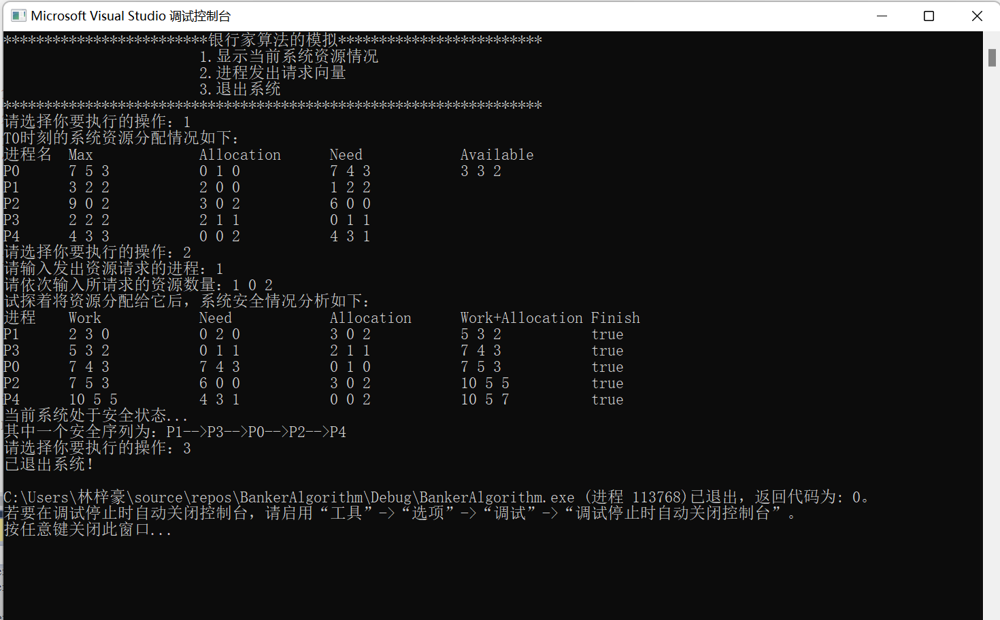 Microsoft Visual Studio 调试控制台
*************************银行家算法的模拟*************************
1.显示当前系统资源情况
2.进程发出请求向量
3.退出系统
******************************************************************
请选择你要执行的操作：1
T0时刻的系统资源分配情况如下：
进程名 Max Allocation Need Available
P0 7 5 3 0 1 0 7 4 3 3 3 2
P1 3 2 2 2 0 0 1 2 2
P2 9 0 2 3 0 2 6 0 0
P3 2 2 2 2 1 1 0 1 1
P4 4 3 3 0 0 2 4 3 1
请选择你要执行的操作：2
请输入发出资源请求的进程：1
请依次输入所请求的资源数量：1 0 2
试探着将资源分配给它后，系统安全情况分析如下：
进程 Work Need Allocation Work+Allocation Finish
P1 2 3 0 0 2 0 3 0 2 5 3 2 true
P3 5 3 2 0 1 1 2 1 1 7 4 3 true
P0 7 4 3 7 4 3 0 1 0 7 5 3 true
P2 7 5 3 6 0 0 3 0 2 10 5 5 true
P4 10 5 5 4 3 1 0 0 2 10 5 7 true
当前系统处于安全状态...
其中一个安全序列为：P1-->P3-->P0-->P2-->P4
请选择你要执行的操作：3
已退出系统！
C:\Users\林梓豪\source\repos\BankerAlgorithm\Debug\BankerAlgorithm.exe (进程 113768)已退出，返回代码为: 0。
若要在调试停止时自动关闭控制台，请启用“工具”->“选项”->“调试”->“调试停止时自动关闭控制台”。
按任意键关闭此窗口...